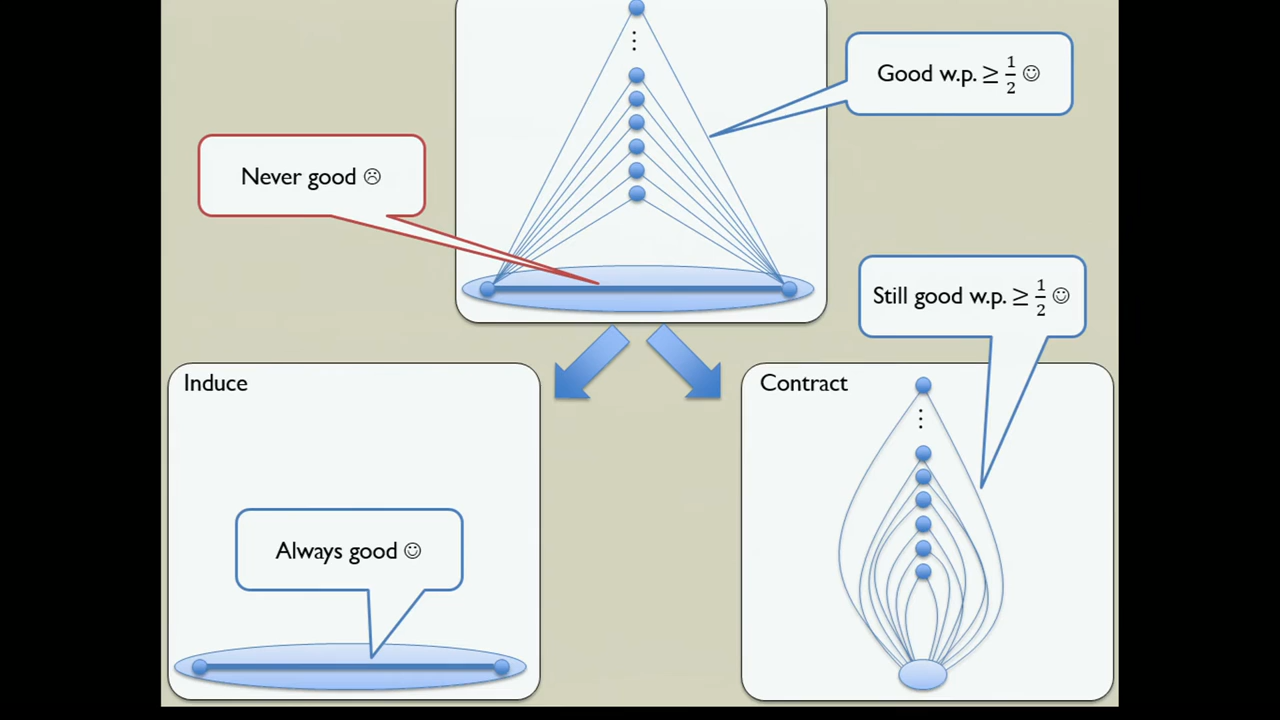 Good w.p. ≥ 1/2 ☺
Never good ☹
Still good w.p. ≥ 1/2 ☺
Induce
Contract
Always good ☺